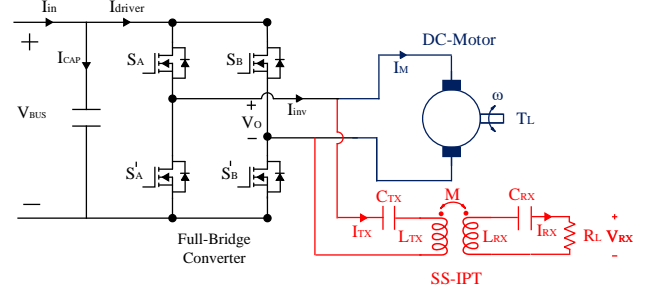 Iin
Idriver
DC-Motor
SA
SB
ICAP
IM
ω
+
VBUS
+
VO
−
Iinv
TL
S'A
S'B
CTX
M
CRX
ITX
LTX
LRX
IRX
RL
+
VRX
−
−
Full-Bridge
Converter
SS-IPT